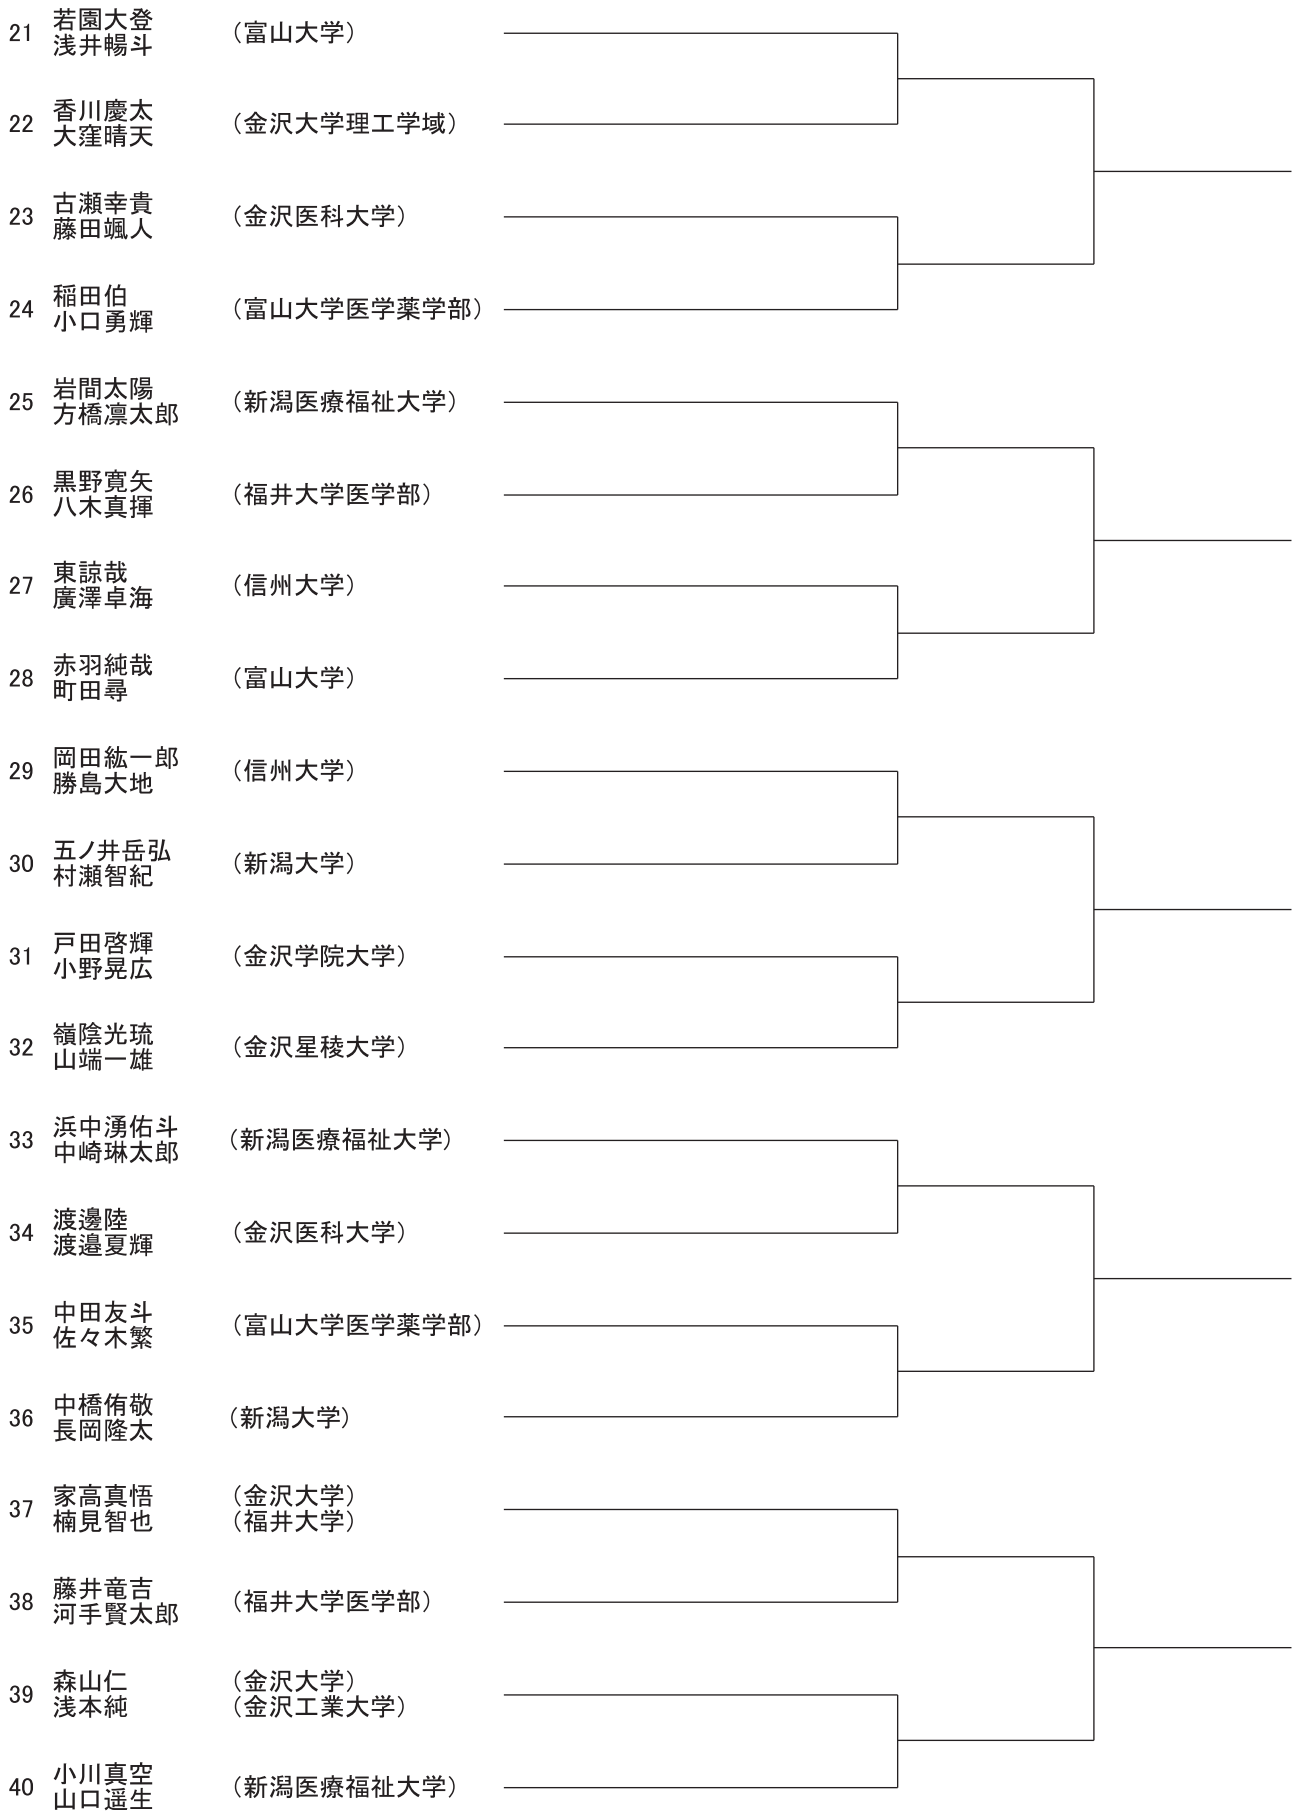 21 若園大登 （富山大学）
浅井暢斗
22 香川慶太 （金沢大学理工学域）
大窪晴天
23 古瀬幸貴 （金沢医科大学）
藤田颯人
24 稲田伯 （富山大学医学薬学部）
小口勇輝
25 岩間太陽 （新潟医療福祉大学）
方橋凛太郎
26 黒野寛矢 （福井大学医学部）
八木真揮
27 東諒哉 （信州大学）
廣澤卓海
28 赤羽純哉 （富山大学）
町田尋
29 岡田紘一郎 （信州大学）
勝島大地
30 五ノ井岳弘 （新潟大学）
村瀬智紀
31 戸田啓輝 （金沢学院大学）
小野晃広
32 嶺陰光琉 （金沢星稜大学）
山端一雄
33 浜中湧佑斗 （新潟医療福祉大学）
中崎琳太郎
34 渡邊陸 （金沢医科大学）
渡邉夏輝
35 中田友斗 （富山大学医学薬学部）
佐々木繁
36 中橋侑敬 （新潟大学）
長岡隆太
37 家高真悟 （金沢大学）
楠見智也 （福井大学）
38 藤井竜吉 （福井大学医学部）
河手賢太郎
39 森山仁 （金沢大学）
浅本純 （金沢工業大学）
40 小川真空 （新潟医療福祉大学）
山口遥生